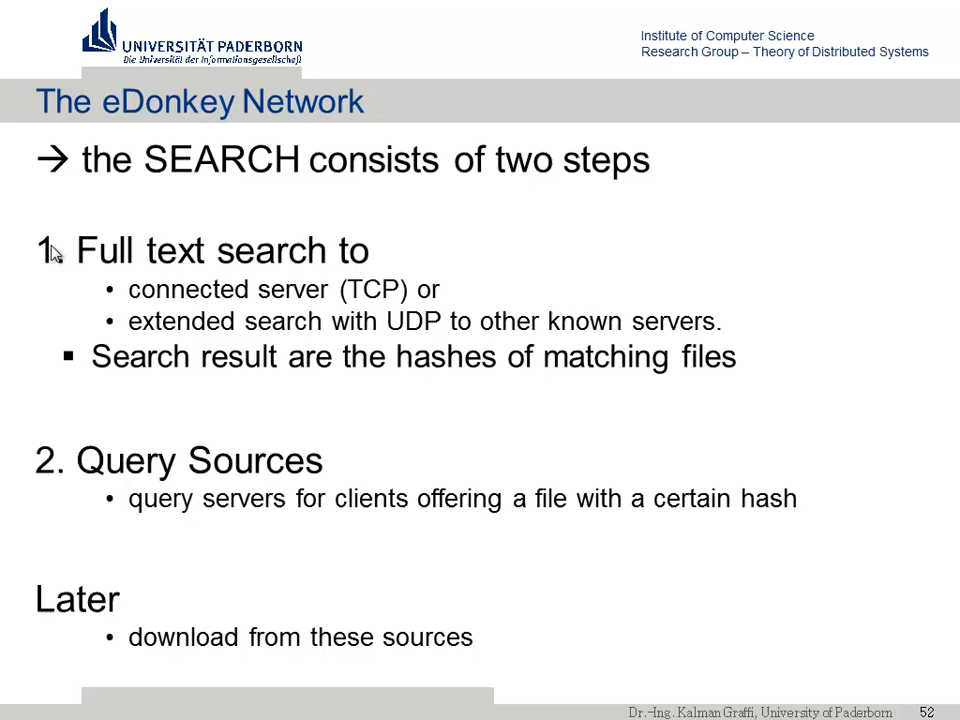 UNIVERSITÄT PADERBORN
Die Universität der Informationsgesellschaft
Institute of Computer Science
Research Group – Theory of Distributed Systems
The eDonkey Network
→ the SEARCH consists of two steps
1. Full text search to
• connected server (TCP) or
• extended search with UDP to other known servers.
▪ Search result are the hashes of matching files
2. Query Sources
• query servers for clients offering a file with a certain hash
Later
• download from these sources
Dr.-Ing. Kalman Graffi, University of Paderborn 52